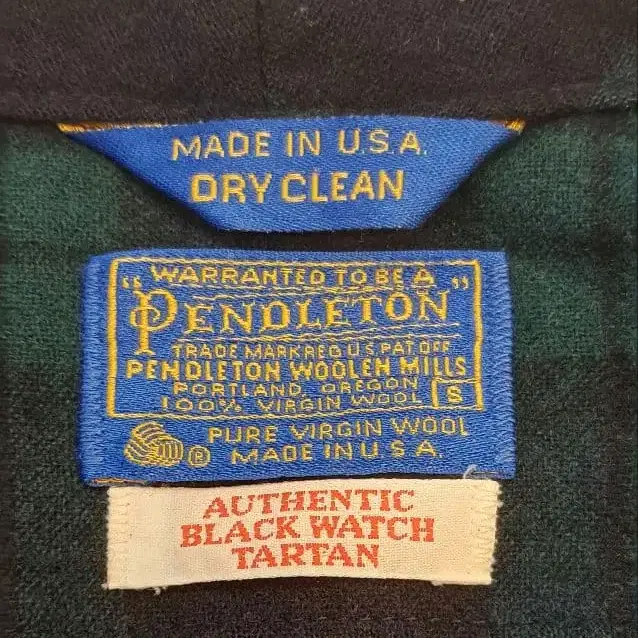 MADE IN U.S.A.
DRY CLEAN
"WARRANTED TO BE A
PENDLETON"
TRADE MARK REG U S PAT OFF
PENDLETON WOOLEN MILLS
PORTLAND, OREGON
100% VIRGIN WOOL S
PURE VIRGIN WOOL
® MADE IN U.S.A.
AUTHENTIC
BLACK WATCH
TARTAN